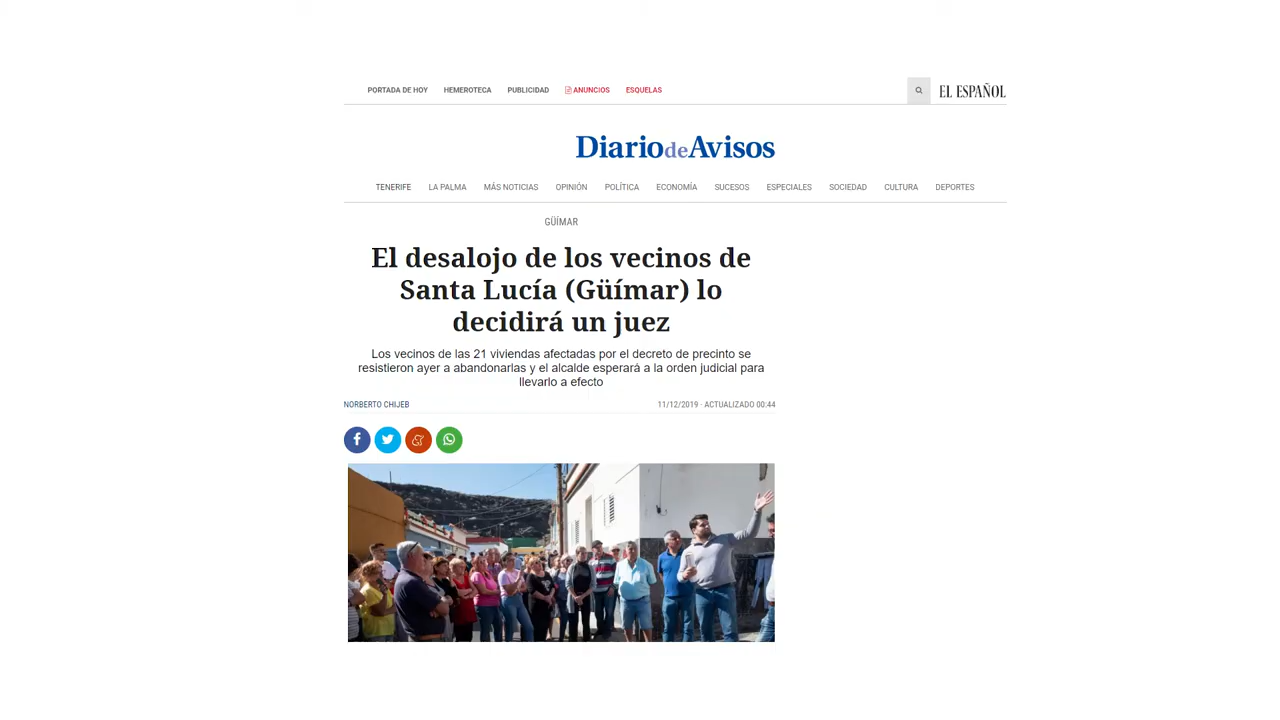 PORTADA DE HOY HEMEROTECA PUBLICIDAD ANUNCIOS ESQUELAS EL ESPAÑOL
DiariodeAvisos
TENERIFE LA PALMA MÁS NOTICIAS OPINIÓN POLÍTICA ECONOMÍA SUCESOS ESPECIALES SOCIEDAD CULTURA DEPORTES
GÜÍMAR
El desalojo de los vecinos de
Santa Lucía (Güímar) lo
decidirá un juez
Los vecinos de las 21 viviendas afectadas por el decreto de precinto se
resistieron ayer a abandonarlas y el alcalde esperará a la orden judicial para
llevarlo a efecto
NORBERTO CHIJEB 11/12/2019 · ACTUALIZADO 00:44